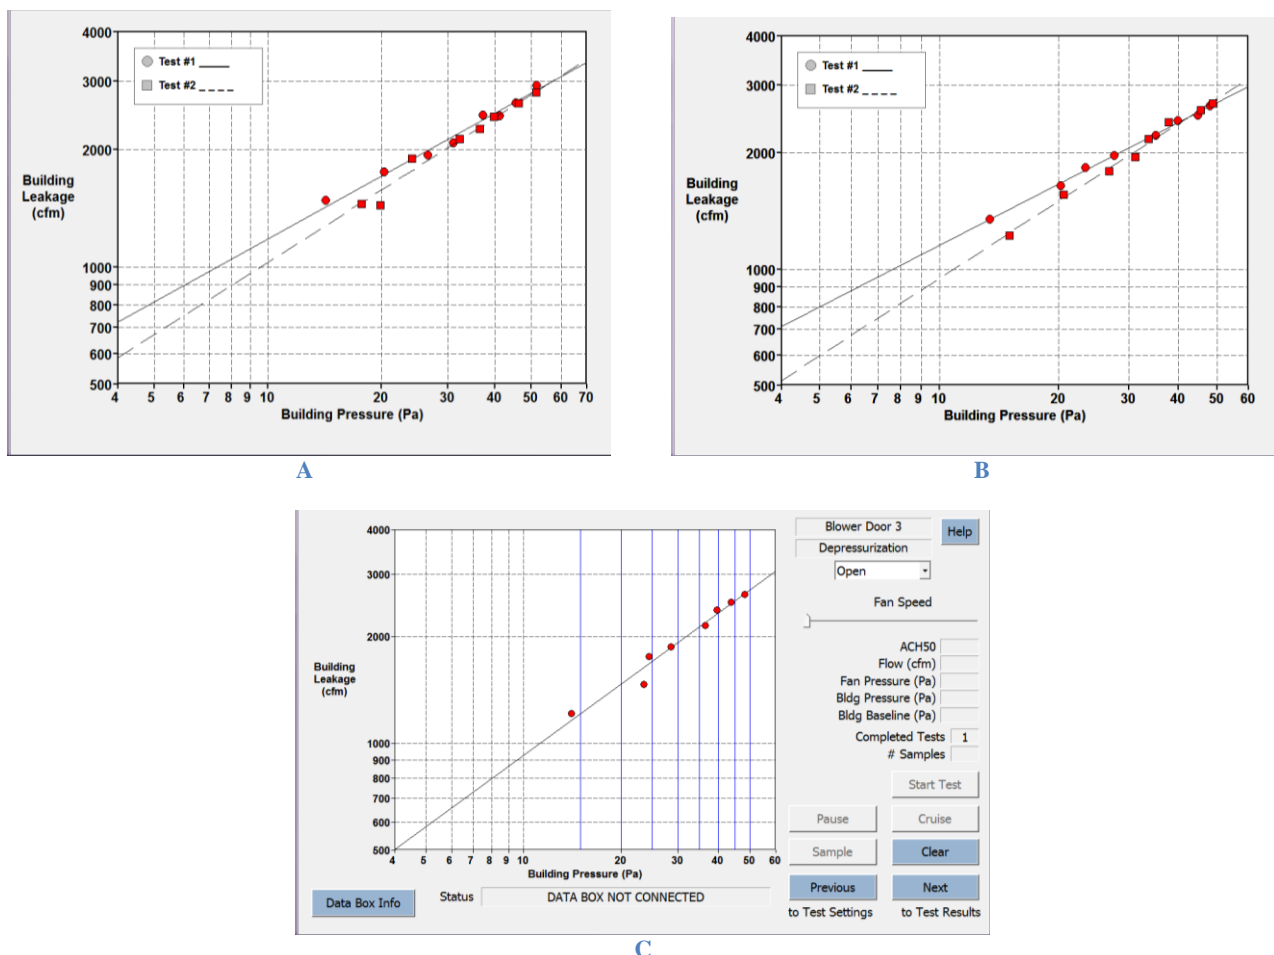 4000
3000
2000
1000
900
800
700
600
500
Test #1
Test #2
Building
Leakage
(cfm)
4 5 6 7 8 9 10 20 30 40 50 60 70
Building Pressure (Pa)
A
4000
3000
2000
1000
900
800
700
600
500
Test #1
Test #2
Building
Leakage
(cfm)
4 5 6 7 8 9 10 20 30 40 50 60
Building Pressure (Pa)
B
4000
3000
2000
1000
900
800
700
600
500
Building
Leakage
(cfm)
4 5 6 7 8 9 10 20 30 40 50 60
Building Pressure (Pa)
Blower Door 3
Help
Depressurization
Open
Fan Speed
ACH50
Flow (cfm)
Fan Pressure (Pa)
Bldg Pressure (Pa)
Bldg Baseline (Pa)
Completed Tests 1
# Samples
Start Test
Pause Cruise
Sample Clear
Previous Next
to Test Settings to Test Results
Data Box Info Status DATA BOX NOT CONNECTED
C